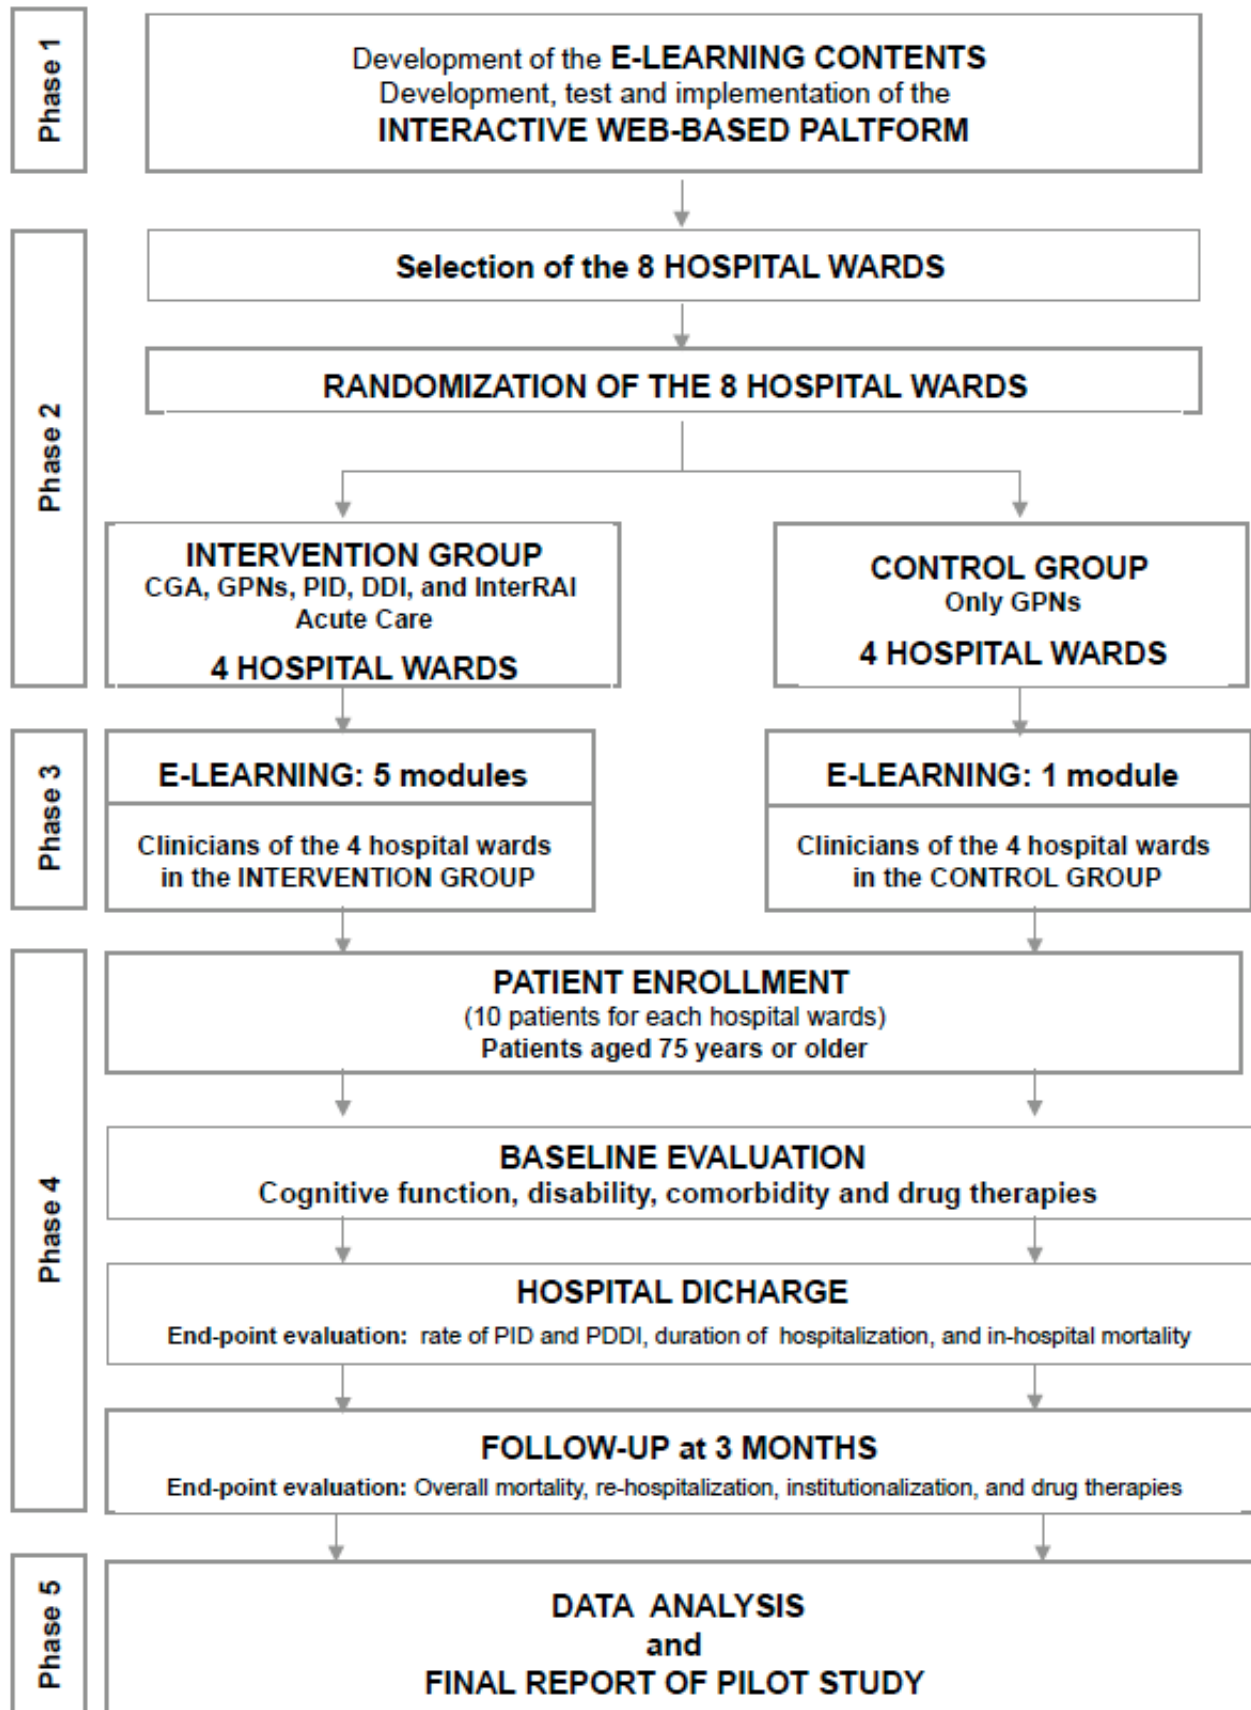 Phase 1
Development of the E-LEARNING CONTENTS
Development, test and implementation of the
INTERACTIVE WEB-BASED PALTFORM
Phase 2
Selection of the 8 HOSPITAL WARDS
RANDOMIZATION OF THE 8 HOSPITAL WARDS
INTERVENTION GROUP
CGA, GPNs, PID, DDI, and InterRAI
Acute Care
4 HOSPITAL WARDS
CONTROL GROUP
Only GPNs
4 HOSPITAL WARDS
Phase 3
E-LEARNING: 5 modules
Clinicians of the 4 hospital wards
in the INTERVENTION GROUP
E-LEARNING: 1 module
Clinicians of the 4 hospital wards
in the CONTROL GROUP
Phase 4
PATIENT ENROLLMENT
(10 patients for each hospital wards)
Patients aged 75 years or older
BASELINE EVALUATION
Cognitive function, disability, comorbidity and drug therapies
HOSPITAL DICHARGE
End-point evaluation: rate of PID and PDDI, duration of hospitalization, and in-hospital mortality
FOLLOW-UP at 3 MONTHS
End-point evaluation: Overall mortality, re-hospitalization, institutionalization, and drug therapies
Phase 5
DATA ANALYSIS
and
FINAL REPORT OF PILOT STUDY